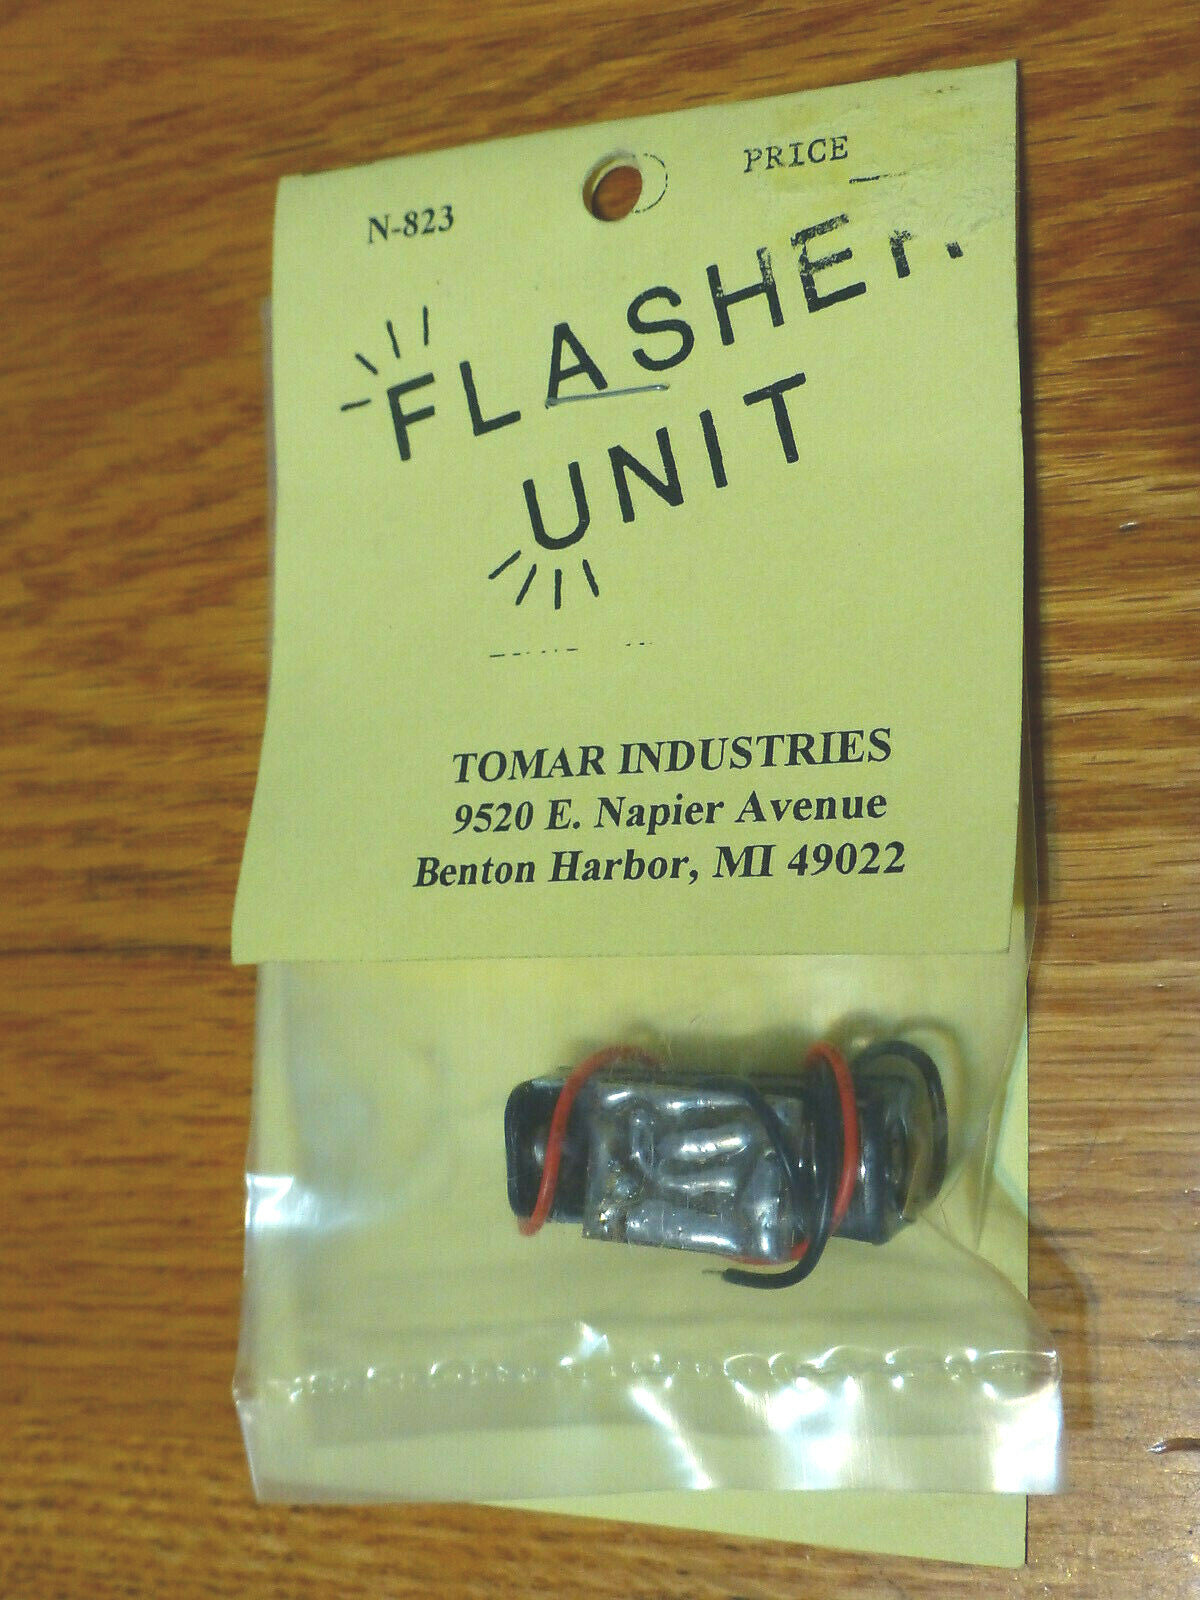 N-823
PRICE
FLASHEr.
UNIT
TOMAR INDUSTRIES
9520 E. Napier Avenue
Benton Harbor, MI 49022